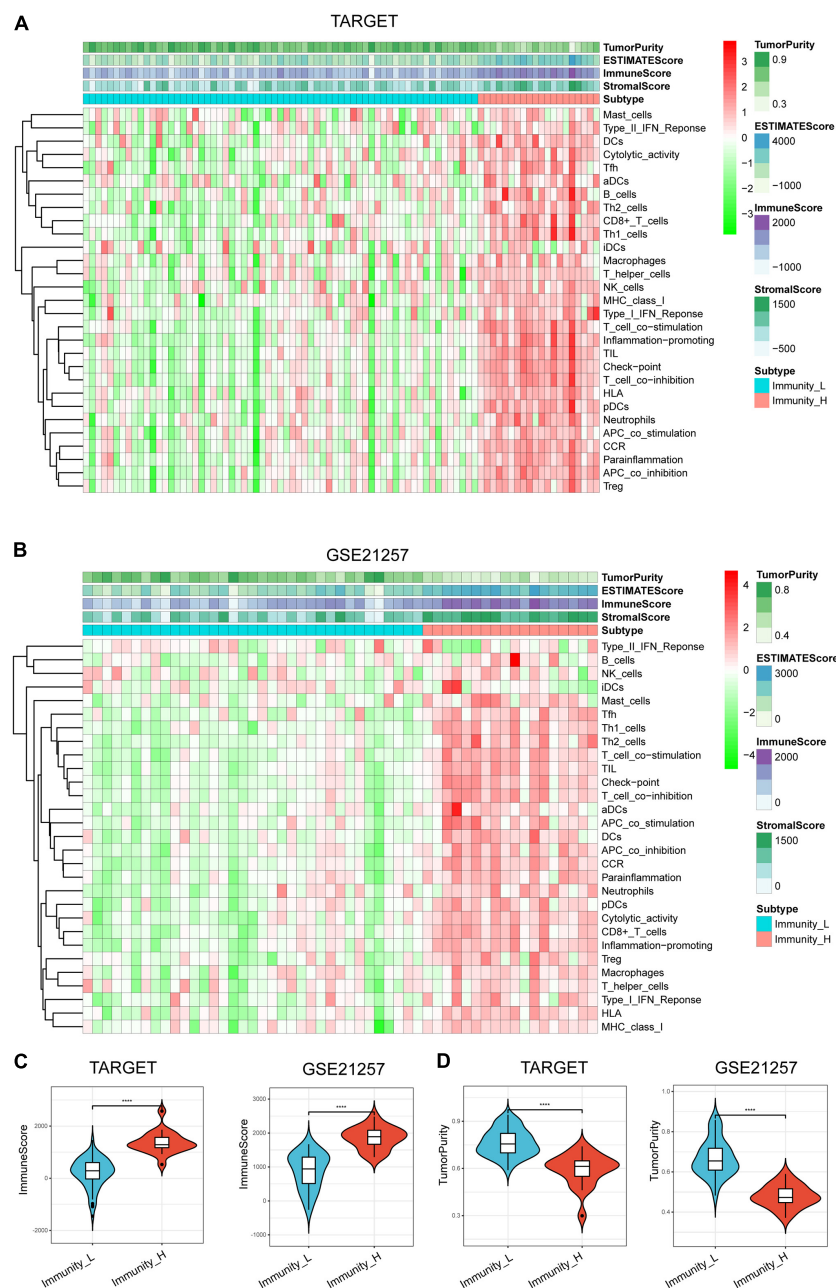 A
TARGET
TumorPurity
ESTIMATEScore
ImmuneScore
StromalScore
Subtype
Mast_cells
Type_II_IFN_Reponse
DCs
Cytolytic_activity
Tfh
aDCs
B_cells
Th2_cells
CD8+_T_cells
Th1_cells
iDCs
Macrophages
T_helper_cells
NK_cells
MHC_class_I
Type_I_IFN_Reponse
T_cell_co-stimulation
Inflammation-promoting
TIL
Check-point
T_cell_co-inhibition
HLA
pDCs
Neutrophils
APC_co_stimulation
CCR
Parainflammation
APC_co_inhibition
Treg
3
2
1
0
−1
−2
−3
TumorPurity
0.9
0.3
ESTIMATEScore
4000
−1000
ImmuneScore
2000
−1000
StromalScore
1500
−500
Subtype
Immunity_L
Immunity_H
B
GSE21257
TumorPurity
ESTIMATEScore
ImmuneScore
StromalScore
Subtype
Type_II_IFN_Reponse
B_cells
NK_cells
iDCs
Mast_cells
Tfh
Th1_cells
Th2_cells
T_cell_co-stimulation
TIL
Check-point
T_cell_co-inhibition
aDCs
APC_co_stimulation
DCs
APC_co_inhibition
CCR
Parainflammation
Neutrophils
pDCs
Cytolytic_activity
CD8+_T_cells
Inflammation-promoting
Treg
Macrophages
T_helper_cells
Type_I_IFN_Reponse
HLA
MHC_class_I
4
2
0
−2
−4
TumorPurity
0.8
0.4
ESTIMATEScore
3000
0
ImmuneScore
2000
0
StromalScore
1500
0
Subtype
Immunity_L
Immunity_H
C
TARGET
ImmuneScore
2000
0
-2000
****
Immunity_L
Immunity_H
GSE21257
ImmuneScore
3000
2000
1000
0
-1000
****
Immunity_L
Immunity_H
D
TARGET
TumorPurity
0.9
0.6
0.3
****
Immunity_L
Immunity_H
GSE21257
TumorPurity
1.0
0.8
0.6
0.4
****
Immunity_L
Immunity_H